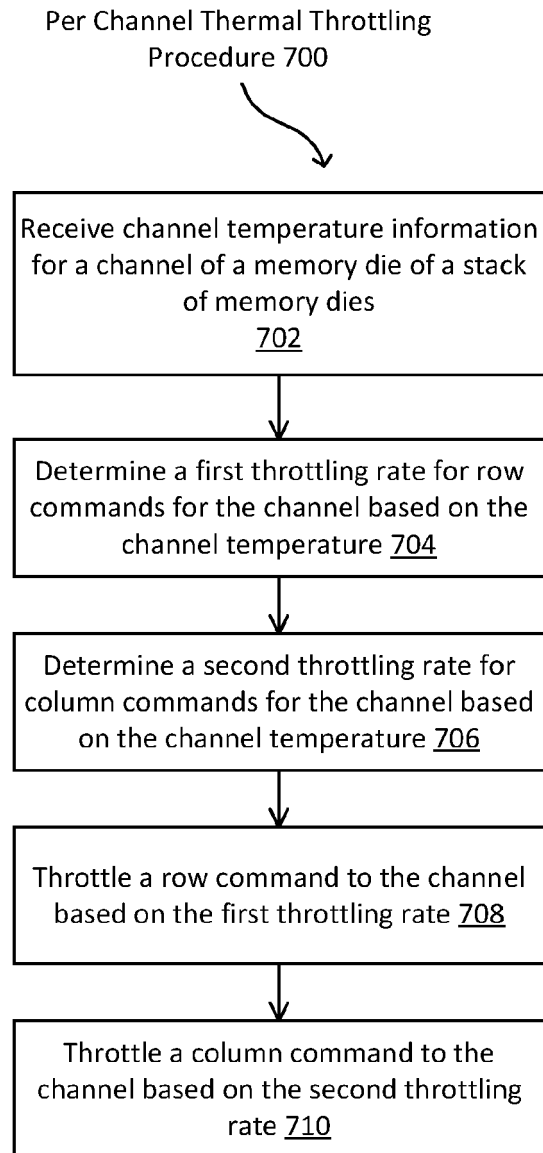 Per Channel Thermal Throttling
Procedure 700
Receive channel temperature information
for a channel of a memory die of a stack
of memory dies
702
Determine a first throttling rate for row
commands for the channel based on the
channel temperature 704
Determine a second throttling rate for
column commands for the channel based
on the channel temperature 706
Throttle a row command to the channel
based on the first throttling rate 708
Throttle a column command to the
channel based on the second throttling
rate 710